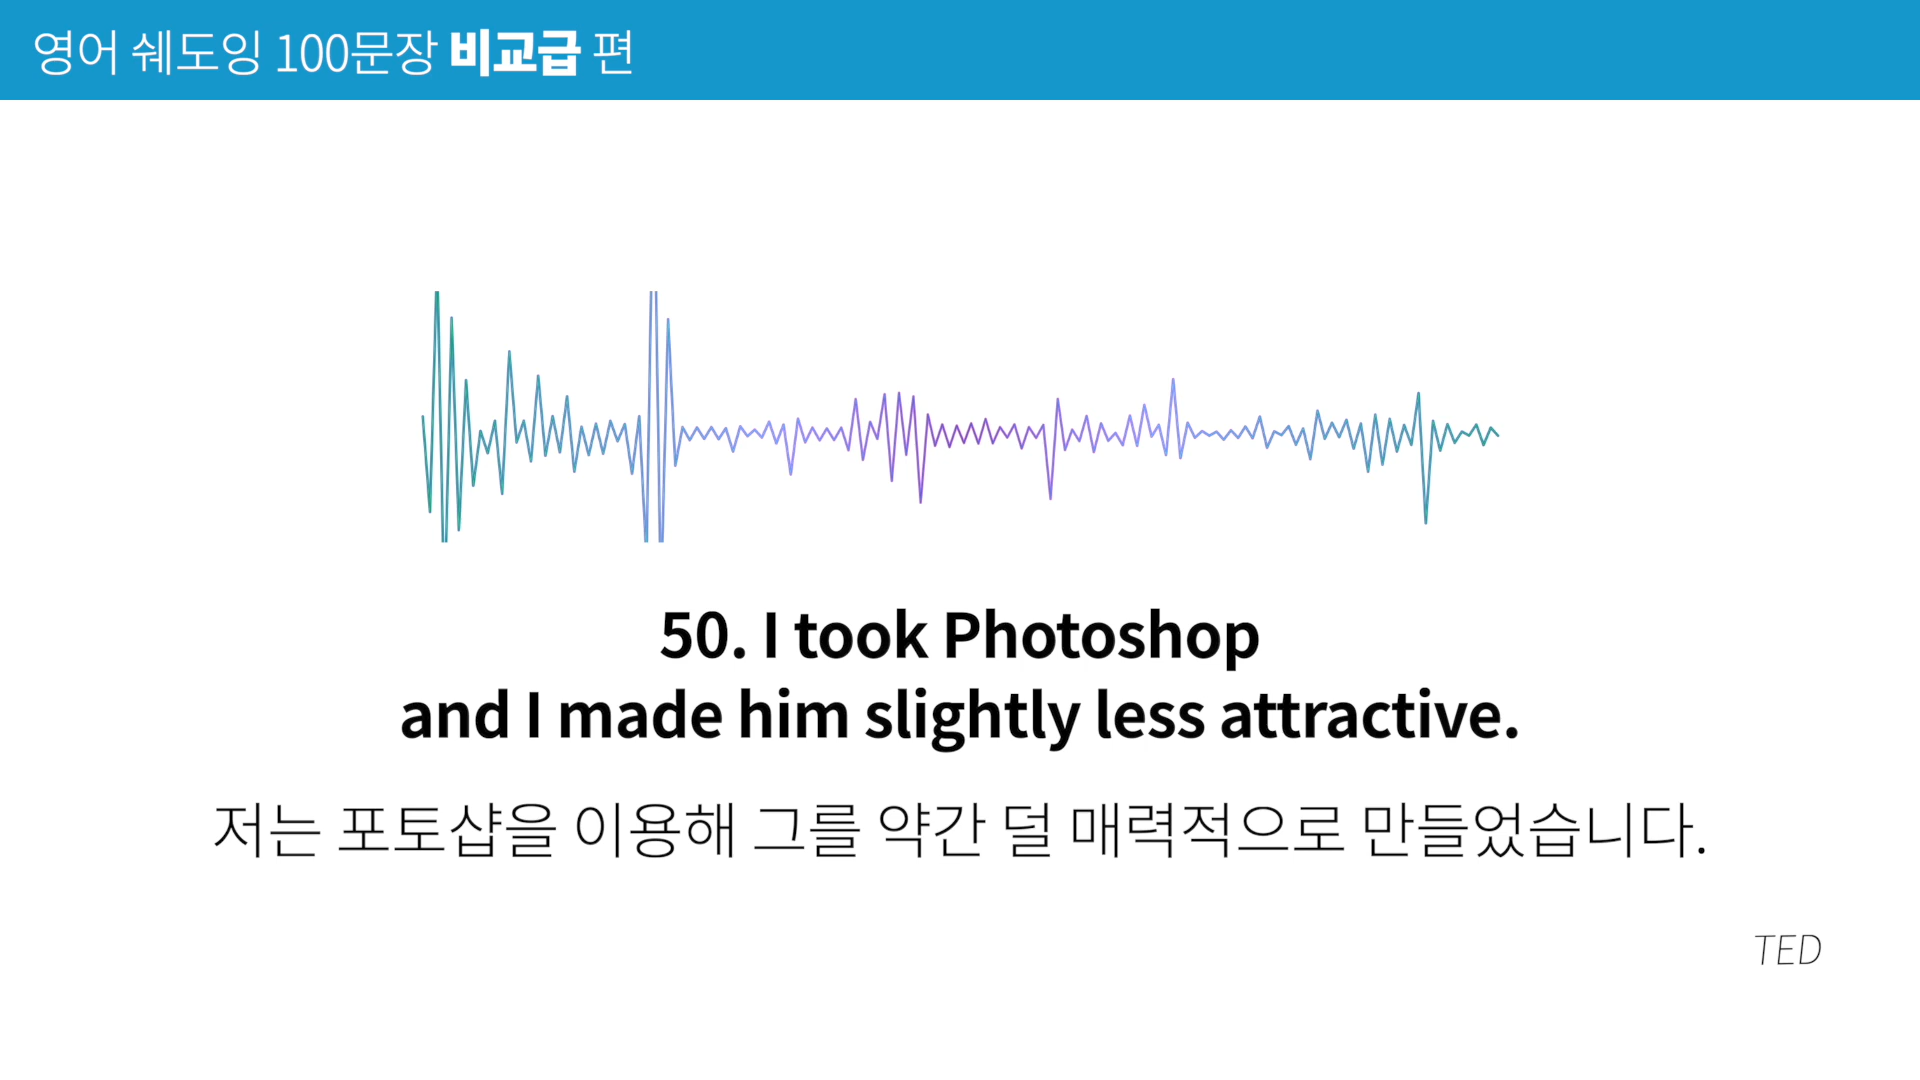 영어 쉐도잉 100문장 비교급 편
50. I took Photoshop
and I made him slightly less attractive.
저는 포토샵을 이용해 그를 약간 덜 매력적으로 만들었습니다.
TED